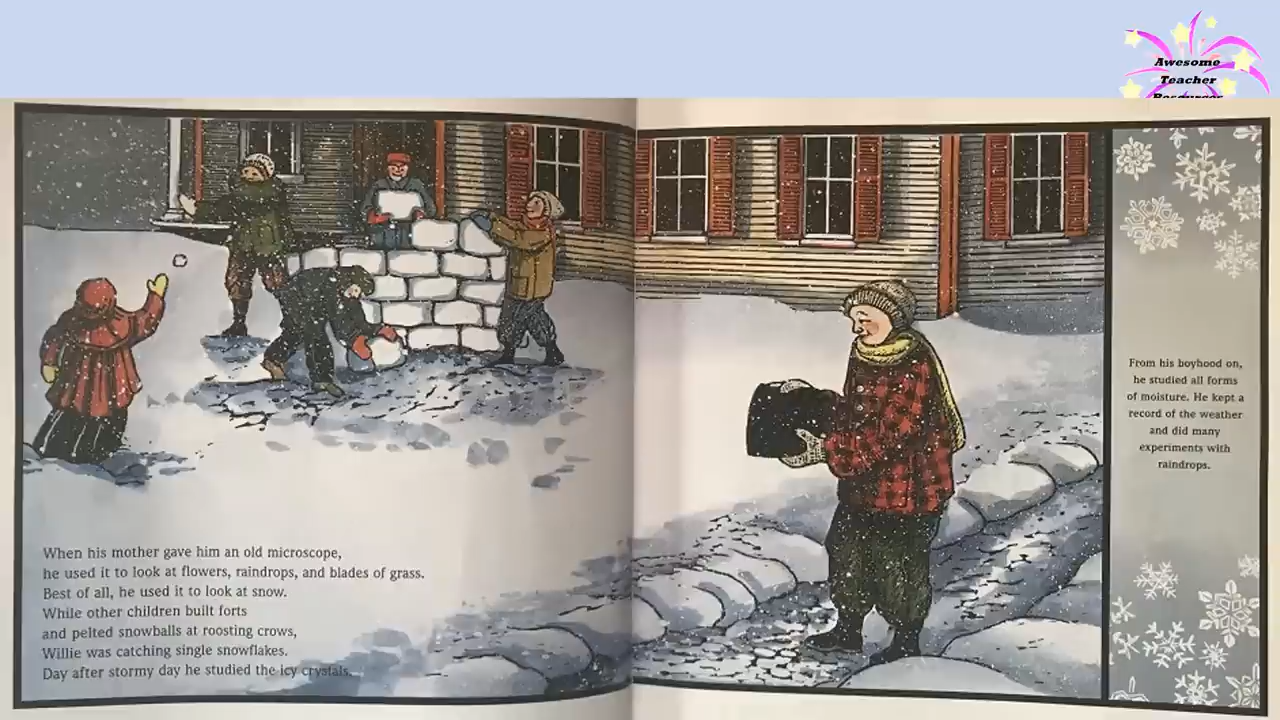 Awesome
Teacher
Resources
When his mother gave him an old microscope,
he used it to look at flowers, raindrops, and blades of grass.
Best of all, he used it to look at snow.
While other children built forts
and pelted snowballs at roosting crows,
Willie was catching single snowflakes.
Day after stormy day he studied the icy crystals.
From his boyhood on,
he studied all forms
of moisture. He kept a
record of the weather
and did many
experiments with
raindrops.